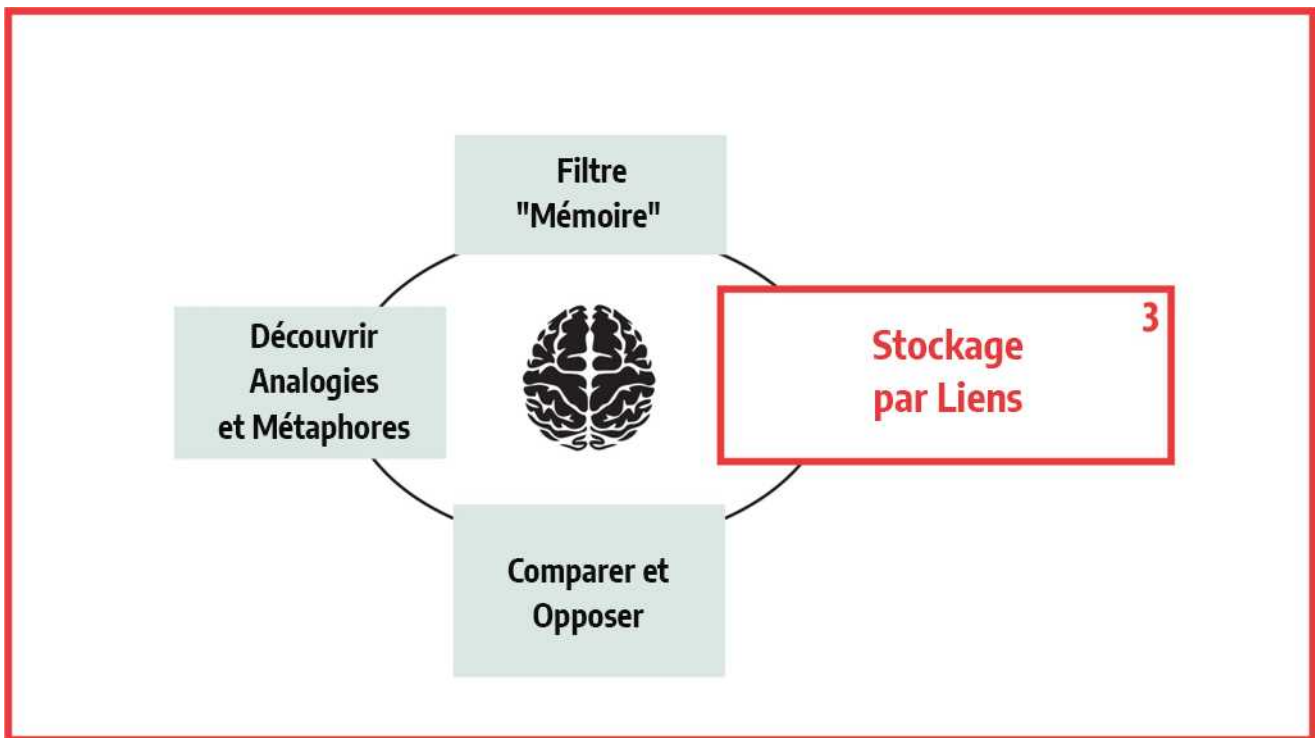 Filtre
"Mémoire"
Découvrir
Analogies
et Métaphores
3
Stockage
par Liens
Comparer et
Opposer